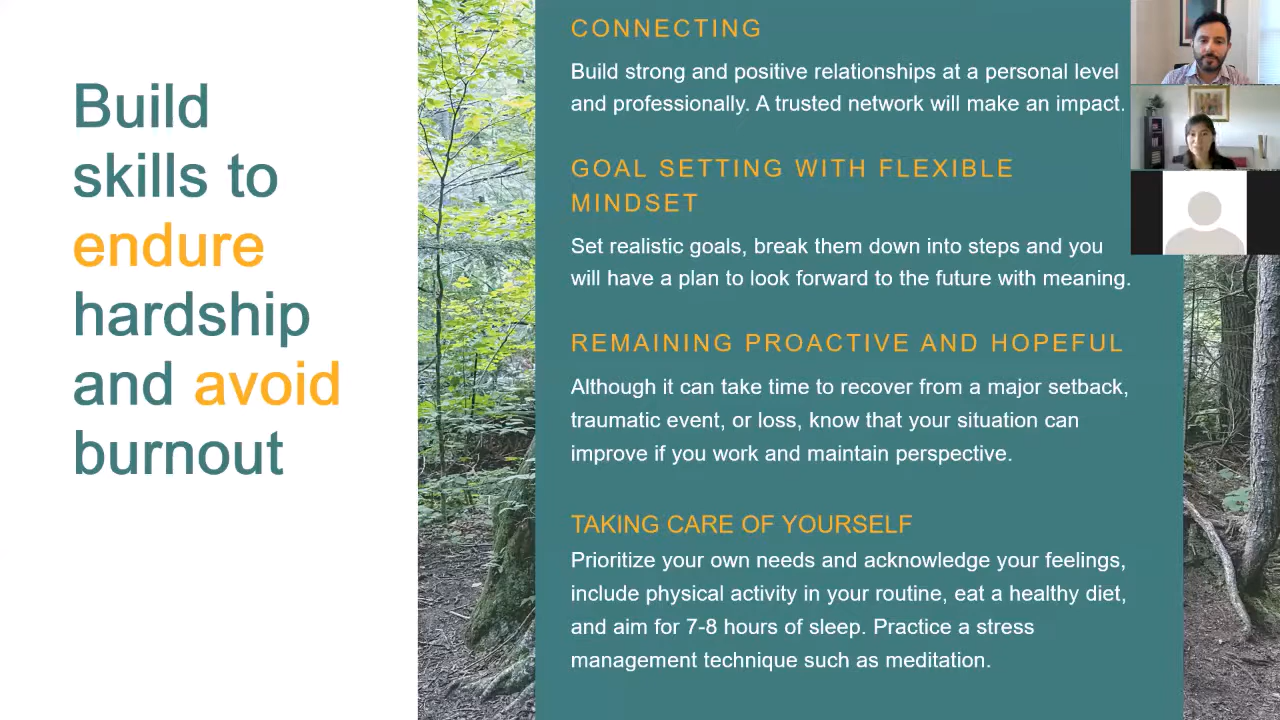 Build
skills to
endure
hardship
and avoid
burnout
CONNECTING
Build strong and positive relationships at a personal level
and professionally. A trusted network will make an impact.
GOAL SETTING WITH FLEXIBLE
MINDSET
Set realistic goals, break them down into steps and you
will have a plan to look forward to the future with meaning.
REMAINING PROACTIVE AND HOPEFUL
Although it can take time to recover from a major setback,
traumatic event, or loss, know that your situation can
improve if you work and maintain perspective.
TAKING CARE OF YOURSELF
Prioritize your own needs and acknowledge your feelings,
include physical activity in your routine, eat a healthy diet,
and aim for 7-8 hours of sleep. Practice a stress
management technique such as meditation.